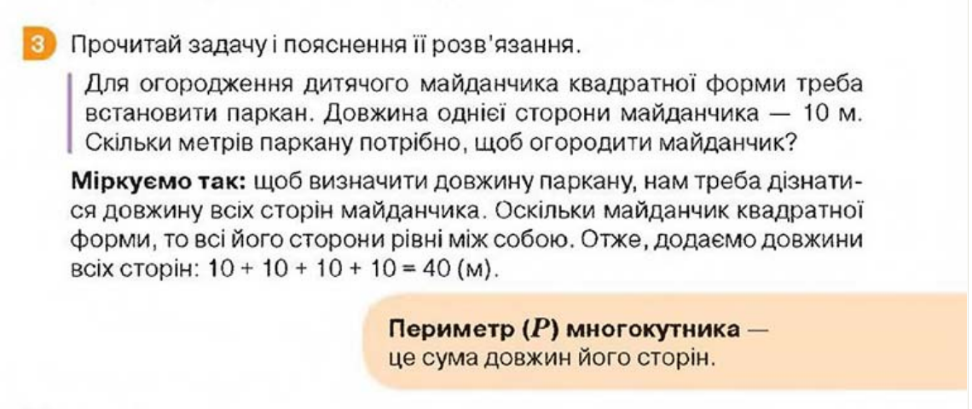 3 Прочитай задачу і пояснення її розв'язання.
Для огородження дитячого майданчика квадратної форми треба
встановити паркан. Довжина однієї сторони майданчика — 10 м.
Скільки метрів паркану потрібно, щоб огородити майданчик?
Міркуємо так: щоб визначити довжину паркану, нам треба дізнати-
ся довжину всіх сторін майданчика. Оскільки майданчик квадратної
форми, то всі його сторони рівні між собою. Отже, додаємо довжини
всіх сторін: 10 + 10 + 10 + 10 = 40 (м).
Периметр (P) многокутника —
це сума довжин його сторін.